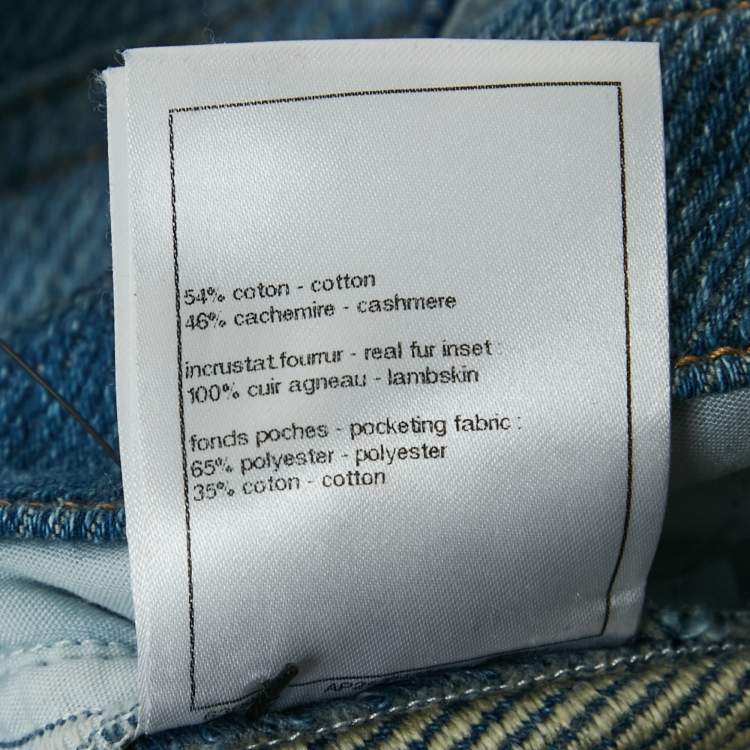 54% coton - cotton
46% cachemire - cashmere
incrustat.fourrur - real fur inset :
100% cuir agneau - lambskin
fonds poches - pocketing fabric :
65% polyester - polyester
35% coton - cotton